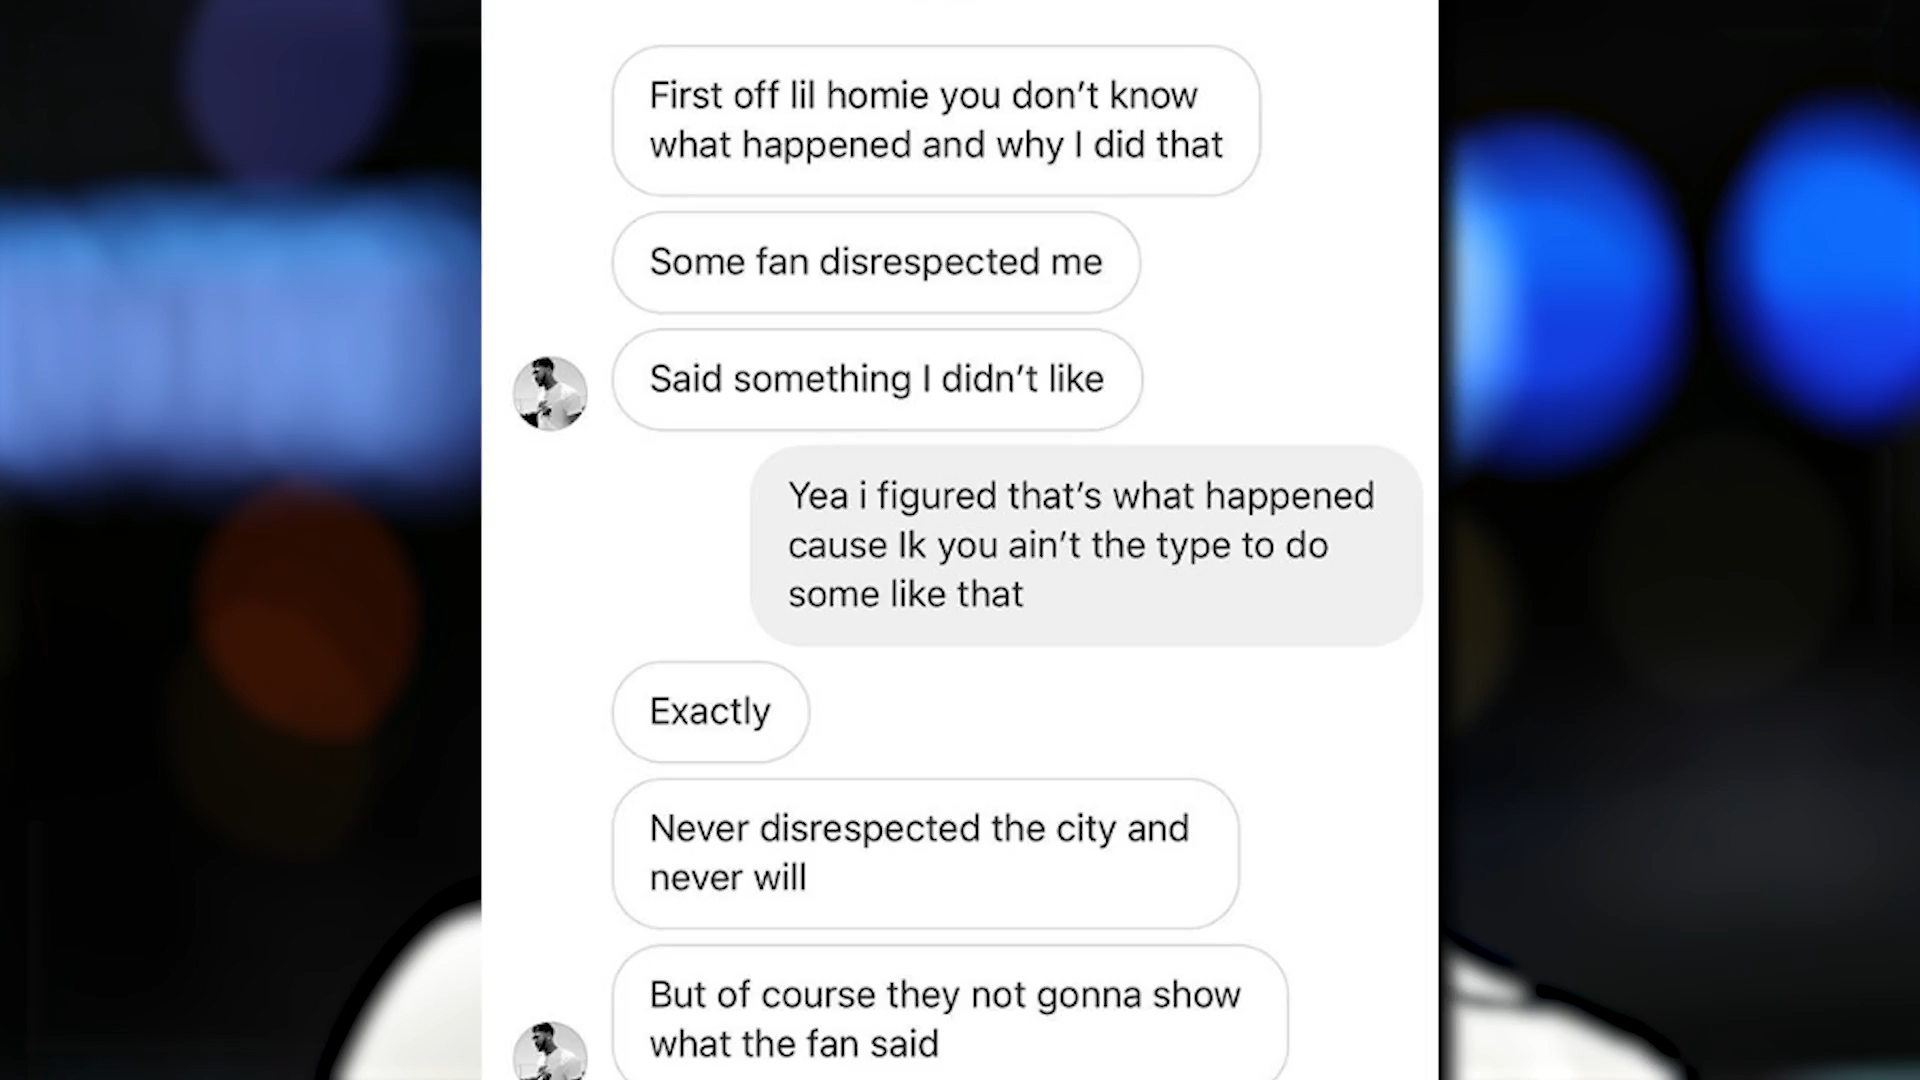 First off lil homie you don’t know
what happened and why I did that
Some fan disrespected me
Said something I didn’t like
Yea i figured that’s what happened
cause Ik you ain’t the type to do
some like that
Exactly
Never disrespected the city and
never will
But of course they not gonna show
what the fan said